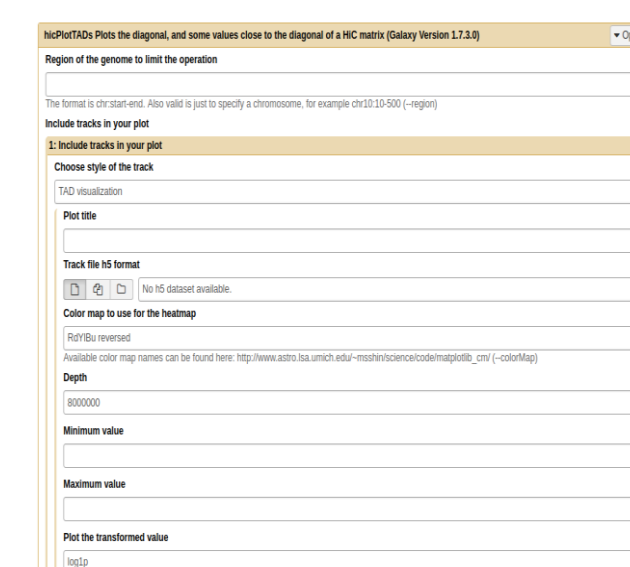 hicPlotTADs Plots the diagonal, and some values close to the diagonal of a HiC matrix (Galaxy Version 1.7.3.0)
Region of the genome to limit the operation
The format is chr:start-end. Also valid is just to specify a chromosome, for example chr10:10-500 (--region)
Include tracks in your plot
1: Include tracks in your plot
Choose style of the track
TAD visualization
Plot title
Track file h5 format
No h5 dataset available.
Color map to use for the heatmap
RdYlBu reversed
Available color map names can be found here: http://www.astro.lsa.umich.edu/~msshin/science/code/matplotlib_cm/ (--colorMap)
Depth
8000000
Minimum value
Maximum value
Plot the transformed value
log1p